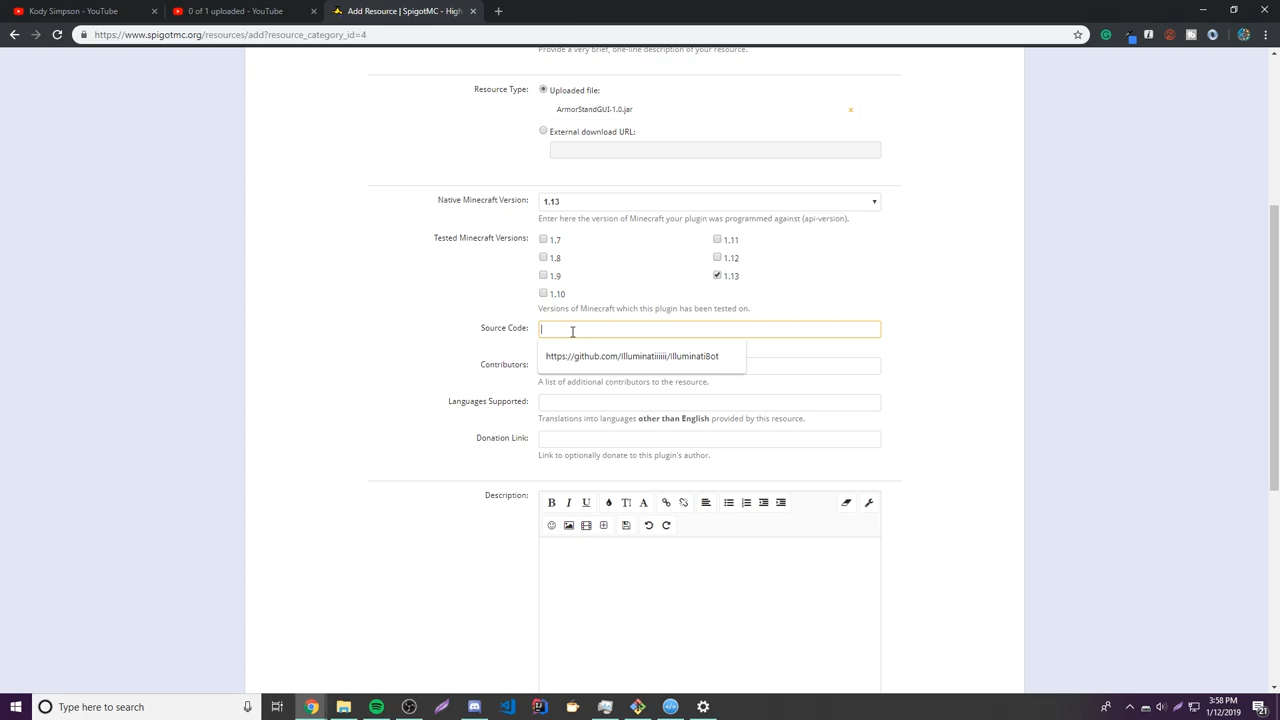 Kody Simpson - YouTube
0 of 1 uploaded - YouTube
Add Resource | SpigotMC - High
https://www.spigotmc.org/resources/add?resource_category_id=4
Provide a very brief, one-line description of your resource.
Resource Type:
Uploaded file:
ArmorStandGUI-1.0.jar
x
External download URL:
Native Minecraft Version:
1.13
Enter here the version of Minecraft your plugin was programmed against (api-version).
Tested Minecraft Versions:
1.7
1.11
1.8
1.12
1.9
1.13
1.10
Versions of Minecraft which this plugin has been tested on.
Source Code:
https://github.com/Illuminatiiiiii/IlluminatiBot
Contributors:
A list of additional contributors to the resource.
Languages Supported:
Translations into languages other than English provided by this resource.
Donation Link:
Link to optionally donate to this plugin's author.
Description:
Type here to search
3:58 PM
1/12/2019